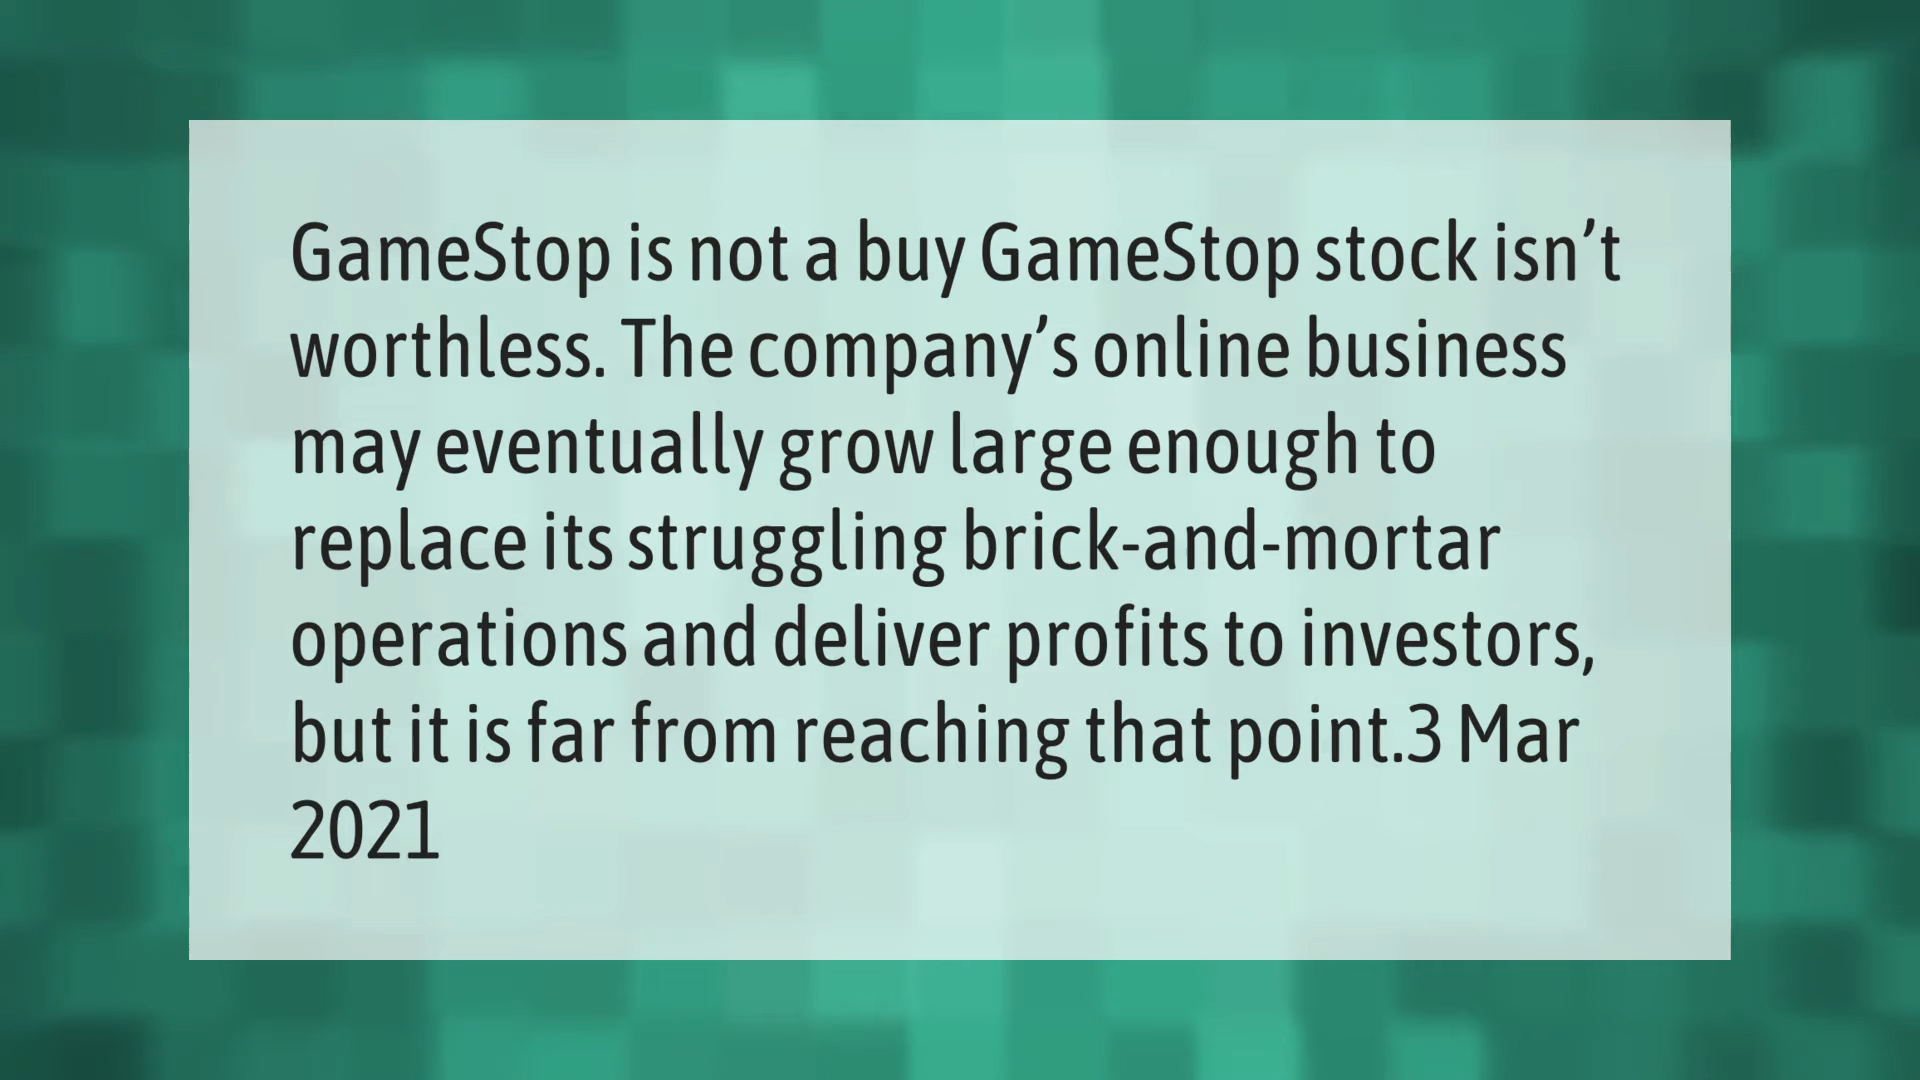 GameStop is not a buy GameStop stock isn’t
worthless. The company’s online business
may eventually grow large enough to
replace its struggling brick-and-mortar
operations and deliver profits to investors,
but it is far from reaching that point.3 Mar
2021